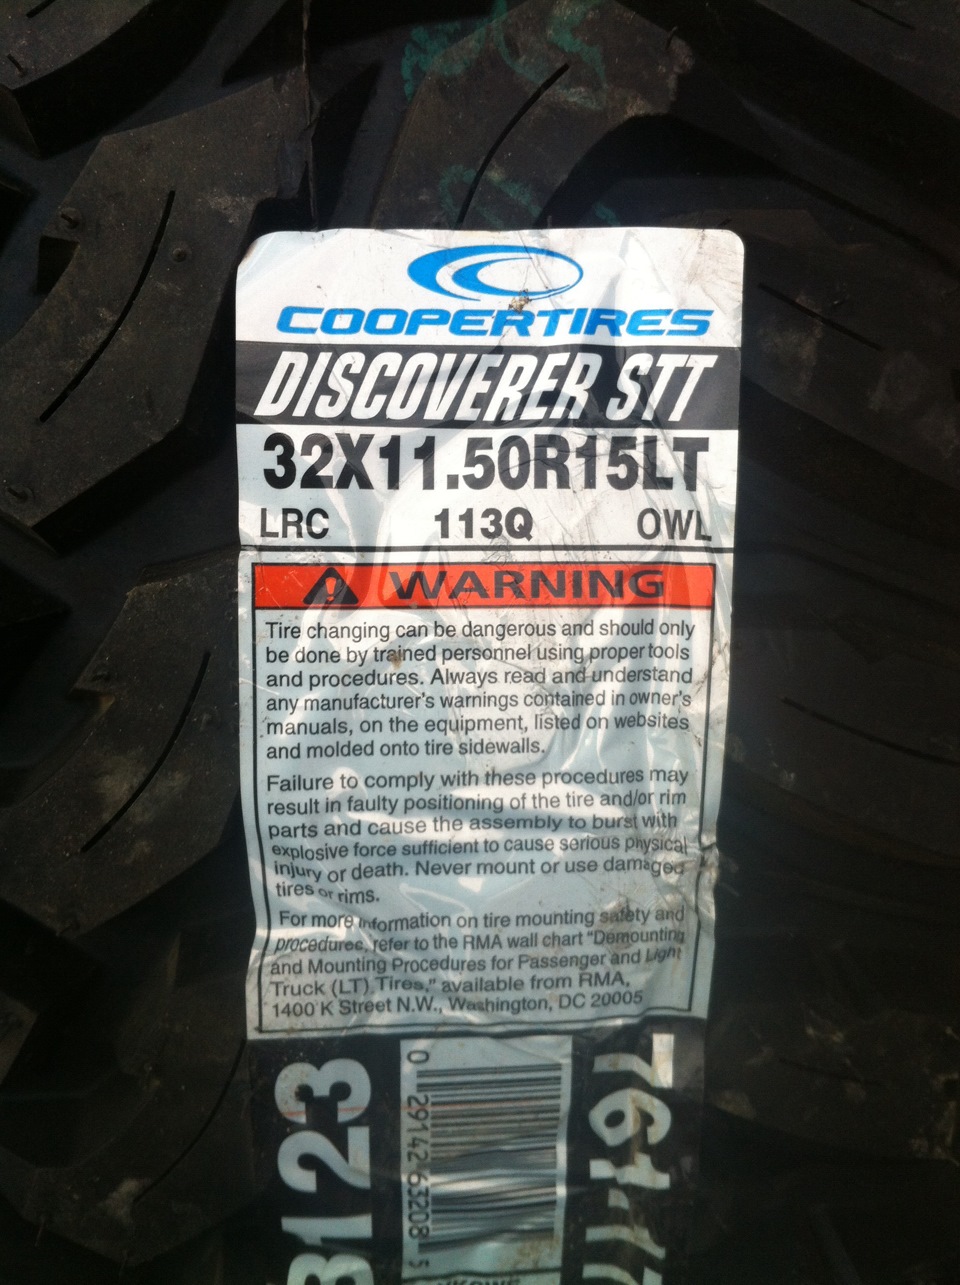 COOPERTIRES
DISCOVERER STT
32X11.50R15LT
LRC 113Q OWL
WARNING
Tire changing can be dangerous and should only
be done by trained personnel using proper tools
and procedures. Always read and understand
any manufacturer's warnings contained in owner's
manuals, on the equipment, listed on websites
and molded onto tire sidewalls.
Failure to comply with these procedures may
result in faulty positioning of the tire and/or rim
parts and cause the assembly to burst with
explosive force sufficient to cause serious physical
injury or death. Never mount or use damaged
tires or rims.
For more information on tire mounting safety and
procedures, refer to the RMA wall chart "Demounting
and Mounting Procedures for Passenger and Light
Truck (LT) Tires," available from RMA,
1400 K Street N.W., Washington, DC 20005
3123
0 29142 63208 5